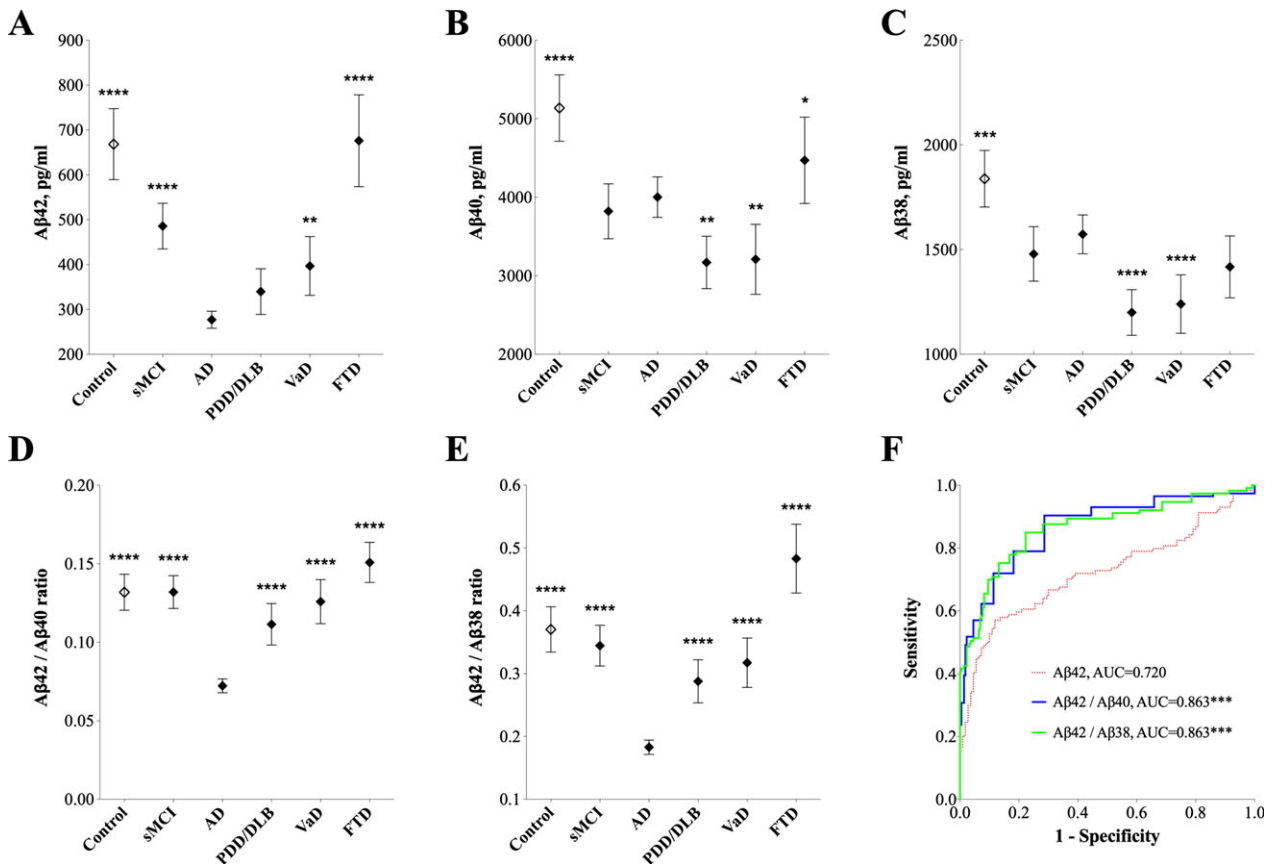 A
Aβ42, pg/ml
900
800
700
600
500
400
300
200
****
****
**
****
Control
sMCI
AD
PDD/DLB
VaD
FTD
B
Aβ40, pg/ml
6000
5000
4000
3000
2000
****
**
**
*
Control
sMCI
AD
PDD/DLB
VaD
FTD
C
Aβ38, pg/ml
2500
2000
1500
1000
***
****
****
Control
sMCI
AD
PDD/DLB
VaD
FTD
D
Aβ42 / Aβ40 ratio
0.20
0.15
0.10
0.05
0.00
****
****
****
****
****
Control
sMCI
AD
PDD/DLB
VaD
FTD
E
Aβ42 / Aβ38 ratio
0.6
0.5
0.4
0.3
0.2
0.1
****
****
****
****
****
Control
sMCI
AD
PDD/DLB
VaD
FTD
F
Sensitivity
1.0
0.8
0.6
0.4
0.2
0.0
Aβ42, AUC=0.720
Aβ42 / Aβ40, AUC=0.863***
Aβ42 / Aβ38, AUC=0.863***
0.0 0.2 0.4 0.6 0.8 1.0
1 - Specificity